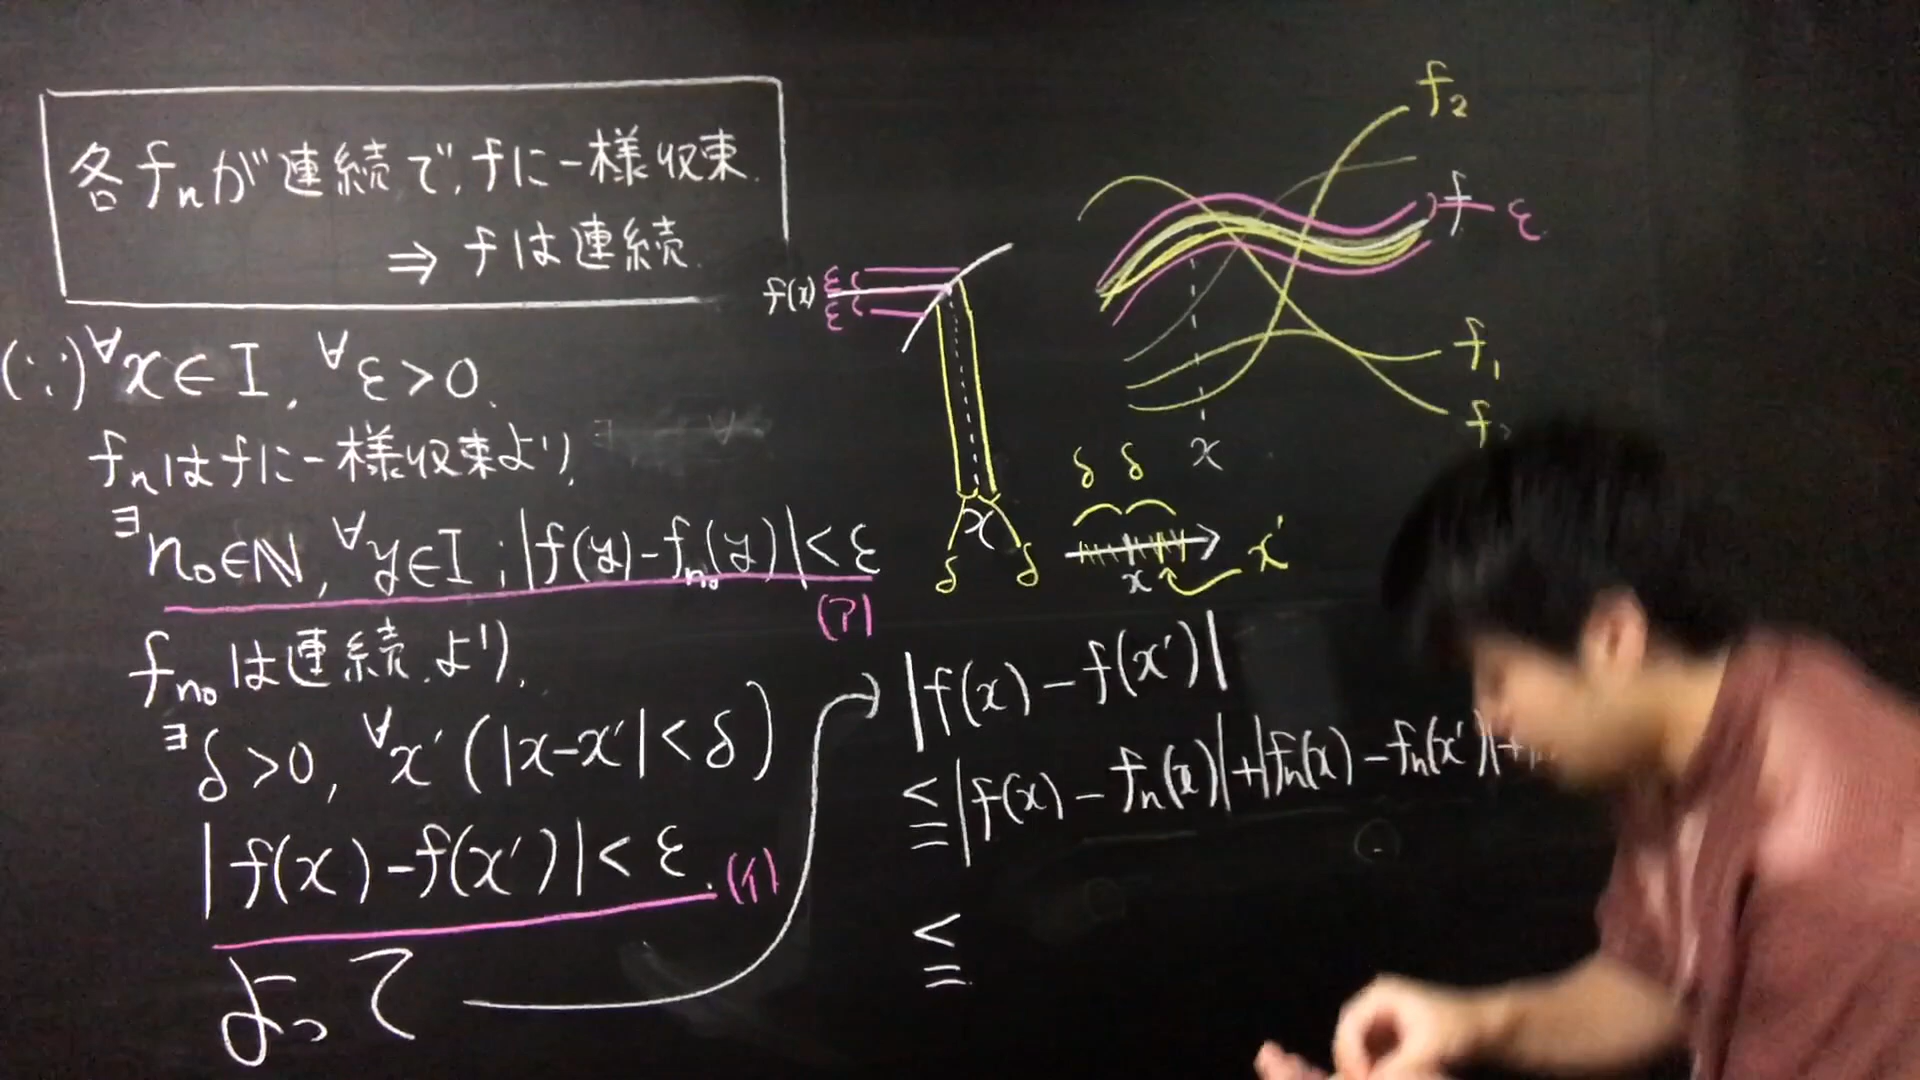 各fₙが連続で,fに一様収束.
⇒ fは連続.
(∵) ∀x∈I, ∀ε>0,
fₙはfに一様収束より,
∃n₀∈ℕ, ∀y∈I ; |f(y)-fₙ₀(y)|<ε
(ア)
fₙ₀は連続より,
∃δ>0, ∀x'(|x-x'|<δ)
|f(x)-f(x')|<ε. (イ)
よって
f(x) ε ε
x
δ δ
f₂
f ε
f₁
f
x
δ δ
x x'
|f(x)-f(x')|
≦|f(x)-fₙ(x)|+|fₙ(x)-fₙ(x')|+|
≦